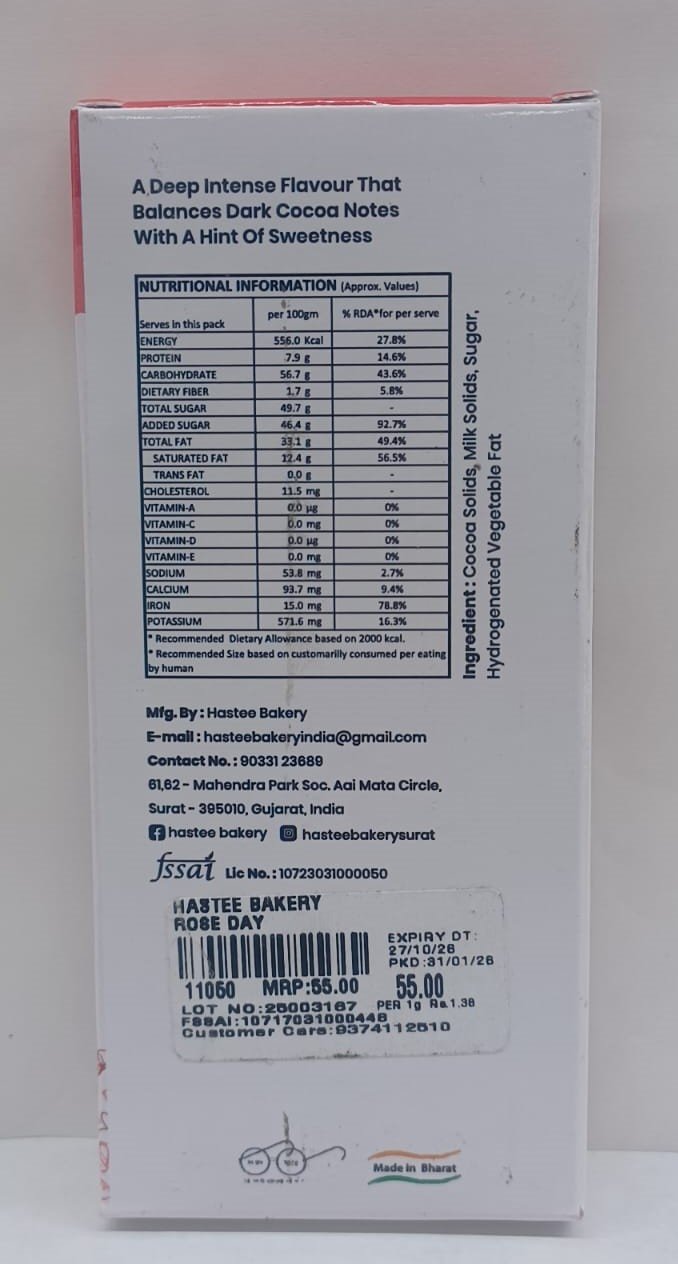 A Deep Intense Flavour That
Balances Dark Cocoa Notes
With A Hint Of Sweetness
NUTRITIONAL INFORMATION (Approx. Values)
Serves in this pack per 100gm % RDA*for per serve
ENERGY 556.0 Kcal 27.8%
PROTEIN 7.9 g 14.6%
CARBOHYDRATE 56.7 g 43.6%
DIETARY FIBER 1.7 g 5.8%
TOTAL SUGAR 49.7 g -
ADDED SUGAR 46.4 g 92.7%
TOTAL FAT 33.1 g 49.4%
SATURATED FAT 12.4 g 56.5%
TRANS FAT 0.0 g -
CHOLESTEROL 11.5 mg -
VITAMIN-A 0.0 µg 0%
VITAMIN-C 0.0 mg 0%
VITAMIN-D 0.0 µg 0%
VITAMIN-E 0.0 mg 0%
SODIUM 53.8 mg 2.7%
CALCIUM 93.7 mg 9.4%
IRON 15.0 mg 78.8%
POTASSIUM 571.6 mg 16.3%
* Recommended Dietary Allowance based on 2000 kcal.
* Recommended Size based on customarilly consumed per eating
by human
Ingredient : Cocoa Solids, Milk Solids, Sugar,
Hydrogenated Vegetable Fat
Mfg. By : Hastee Bakery
E-mail : hasteebakeryindia@gmail.com
Contact No. : 90331 23689
61,62 - Mahendra Park Soc. Aai Mata Circle,
Surat - 395010, Gujarat, India
hastee bakery hasteebakerysurat
fssai Lic No. : 10723031000050
HASTEE BAKERY
ROSE DAY
EXPIRY DT:
27/10/26
PKD:31/01/26
11050 MRP:55.00 55.00
LOT NO:26003167 PER 1g Rs.1.38
FSSAI:10717031000448
Customer Care:9374112510
Made in Bharat